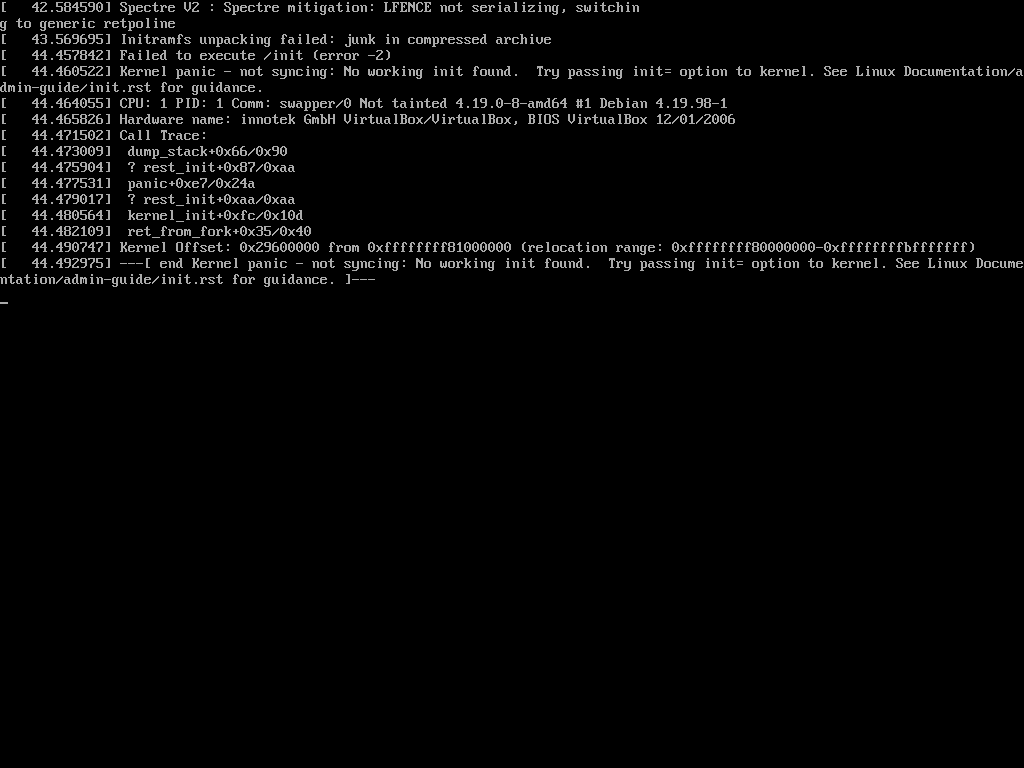 [   42.584590] Spectre V2 : Spectre mitigation: LFENCE not serializing, switchin
g to generic retpoline
[   43.569695] Initramfs unpacking failed: junk in compressed archive
[   44.457842] Failed to execute /init (error -2)
[   44.460522] Kernel panic - not syncing: No working init found.  Try passing init= option to kernel. See Linux Documentation/a
dmin-guide/init.rst for guidance.
[   44.464055] CPU: 1 PID: 1 Comm: swapper/0 Not tainted 4.19.0-8-amd64 #1 Debian 4.19.98-1
[   44.465826] Hardware name: innotek GmbH VirtualBox/VirtualBox, BIOS VirtualBox 12/01/2006
[   44.471502] Call Trace:
[   44.473009]  dump_stack+0x66/0x90
[   44.475904]  ? rest_init+0x87/0xaa
[   44.477531]  panic+0xe7/0x24a
[   44.479017]  ? rest_init+0xaa/0xaa
[   44.480564]  kernel_init+0xfc/0x10d
[   44.482109]  ret_from_fork+0x35/0x40
[   44.490747] Kernel Offset: 0x29600000 from 0xffffffff81000000 (relocation range: 0xffffffff80000000-0xffffffffbfffffff)
[   44.492975] ---[ end Kernel panic - not syncing: No working init found.  Try passing init= option to kernel. See Linux Docume
ntation/admin-guide/init.rst for guidance. ]---
_